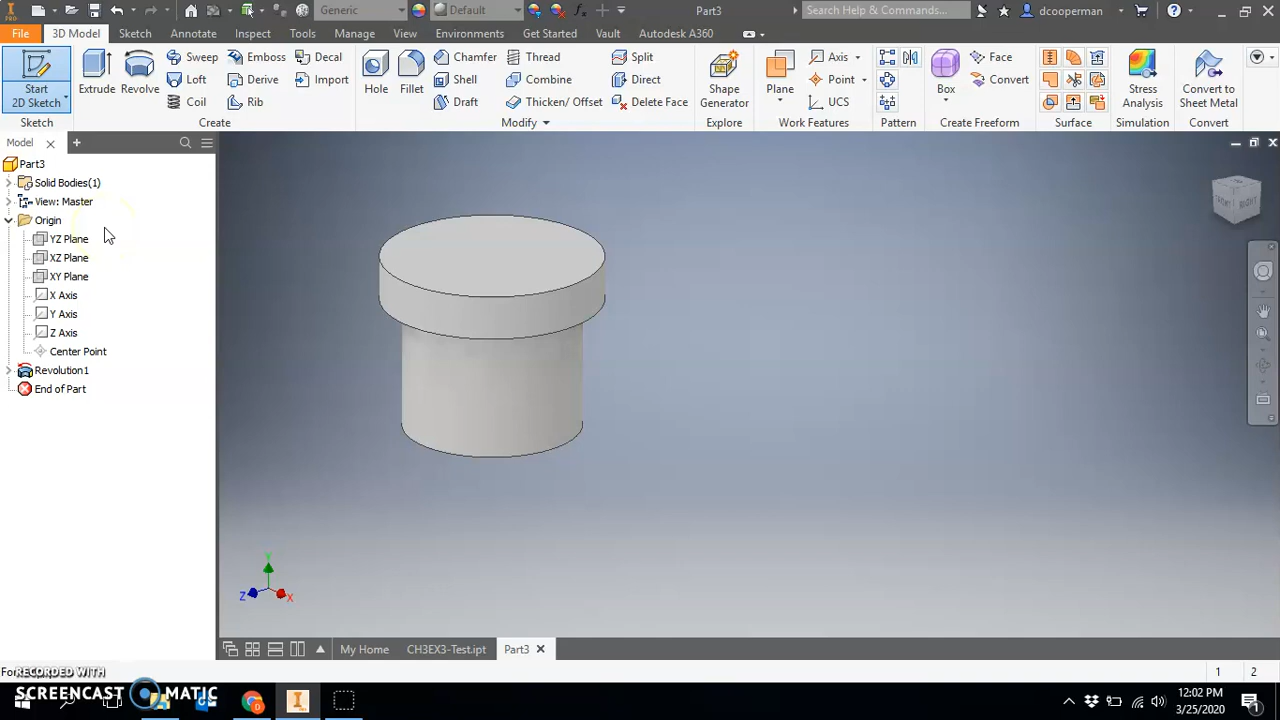 Generic
Default
Part3
Search Help & Commands...
dcooperman
PRO
File
3D Model
Sketch
Annotate
Inspect
Tools
Manage
View
Environments
Get Started
Vault
Autodesk A360
Start
2D Sketch
Extrude
Revolve
Sweep
Emboss
Decal
Loft
Derive
Import
Coil
Rib
Hole
Fillet
Chamfer
Thread
Split
Shell
Combine
Direct
Draft
Thicken/ Offset
Delete Face
Shape
Generator
Plane
Axis
Point
UCS
Box
Face
Convert
Stress
Analysis
Convert to
Sheet Metal
Sketch
Create
Modify
Explore
Work Features
Pattern
Create Freeform
Surface
Simulation
Convert
Model
Part3
Solid Bodies(1)
View: Master
Origin
YZ Plane
XZ Plane
XY Plane
X Axis
Y Axis
Z Axis
Center Point
Revolution1
End of Part
FRONT
RIGHT
Y
Z
X
My Home
CH3EX3-Test.ipt
Part3
For
1
2
RECORDED WITH
SCREENCAST MATIC
12:02 PM
3/25/2020
1